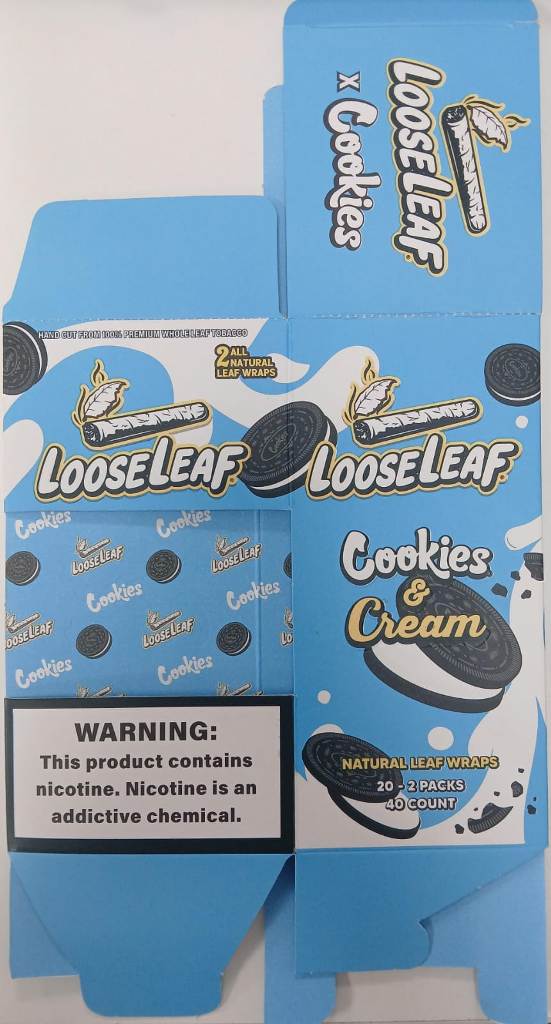 LOOSELEAF
X Cookies
HAND CUT FROM 100% PREMIUM WHOLE LEAF TOBACCO
2 ALL
NATURAL
LEAF WRAPS
LOOSELEAF
Cookies
LOOSELEAF
Cookies
&
Cream
Cookies
LOOSELEAF
LOOSELEAF
Cookies
Cookies
LOOSELEAF
LOOSELEAF
Cookies
Cookies
WARNING:
This product contains
nicotine. Nicotine is an
addictive chemical.
NATURAL LEAF WRAPS
20 - 2 PACKS
40 COUNT